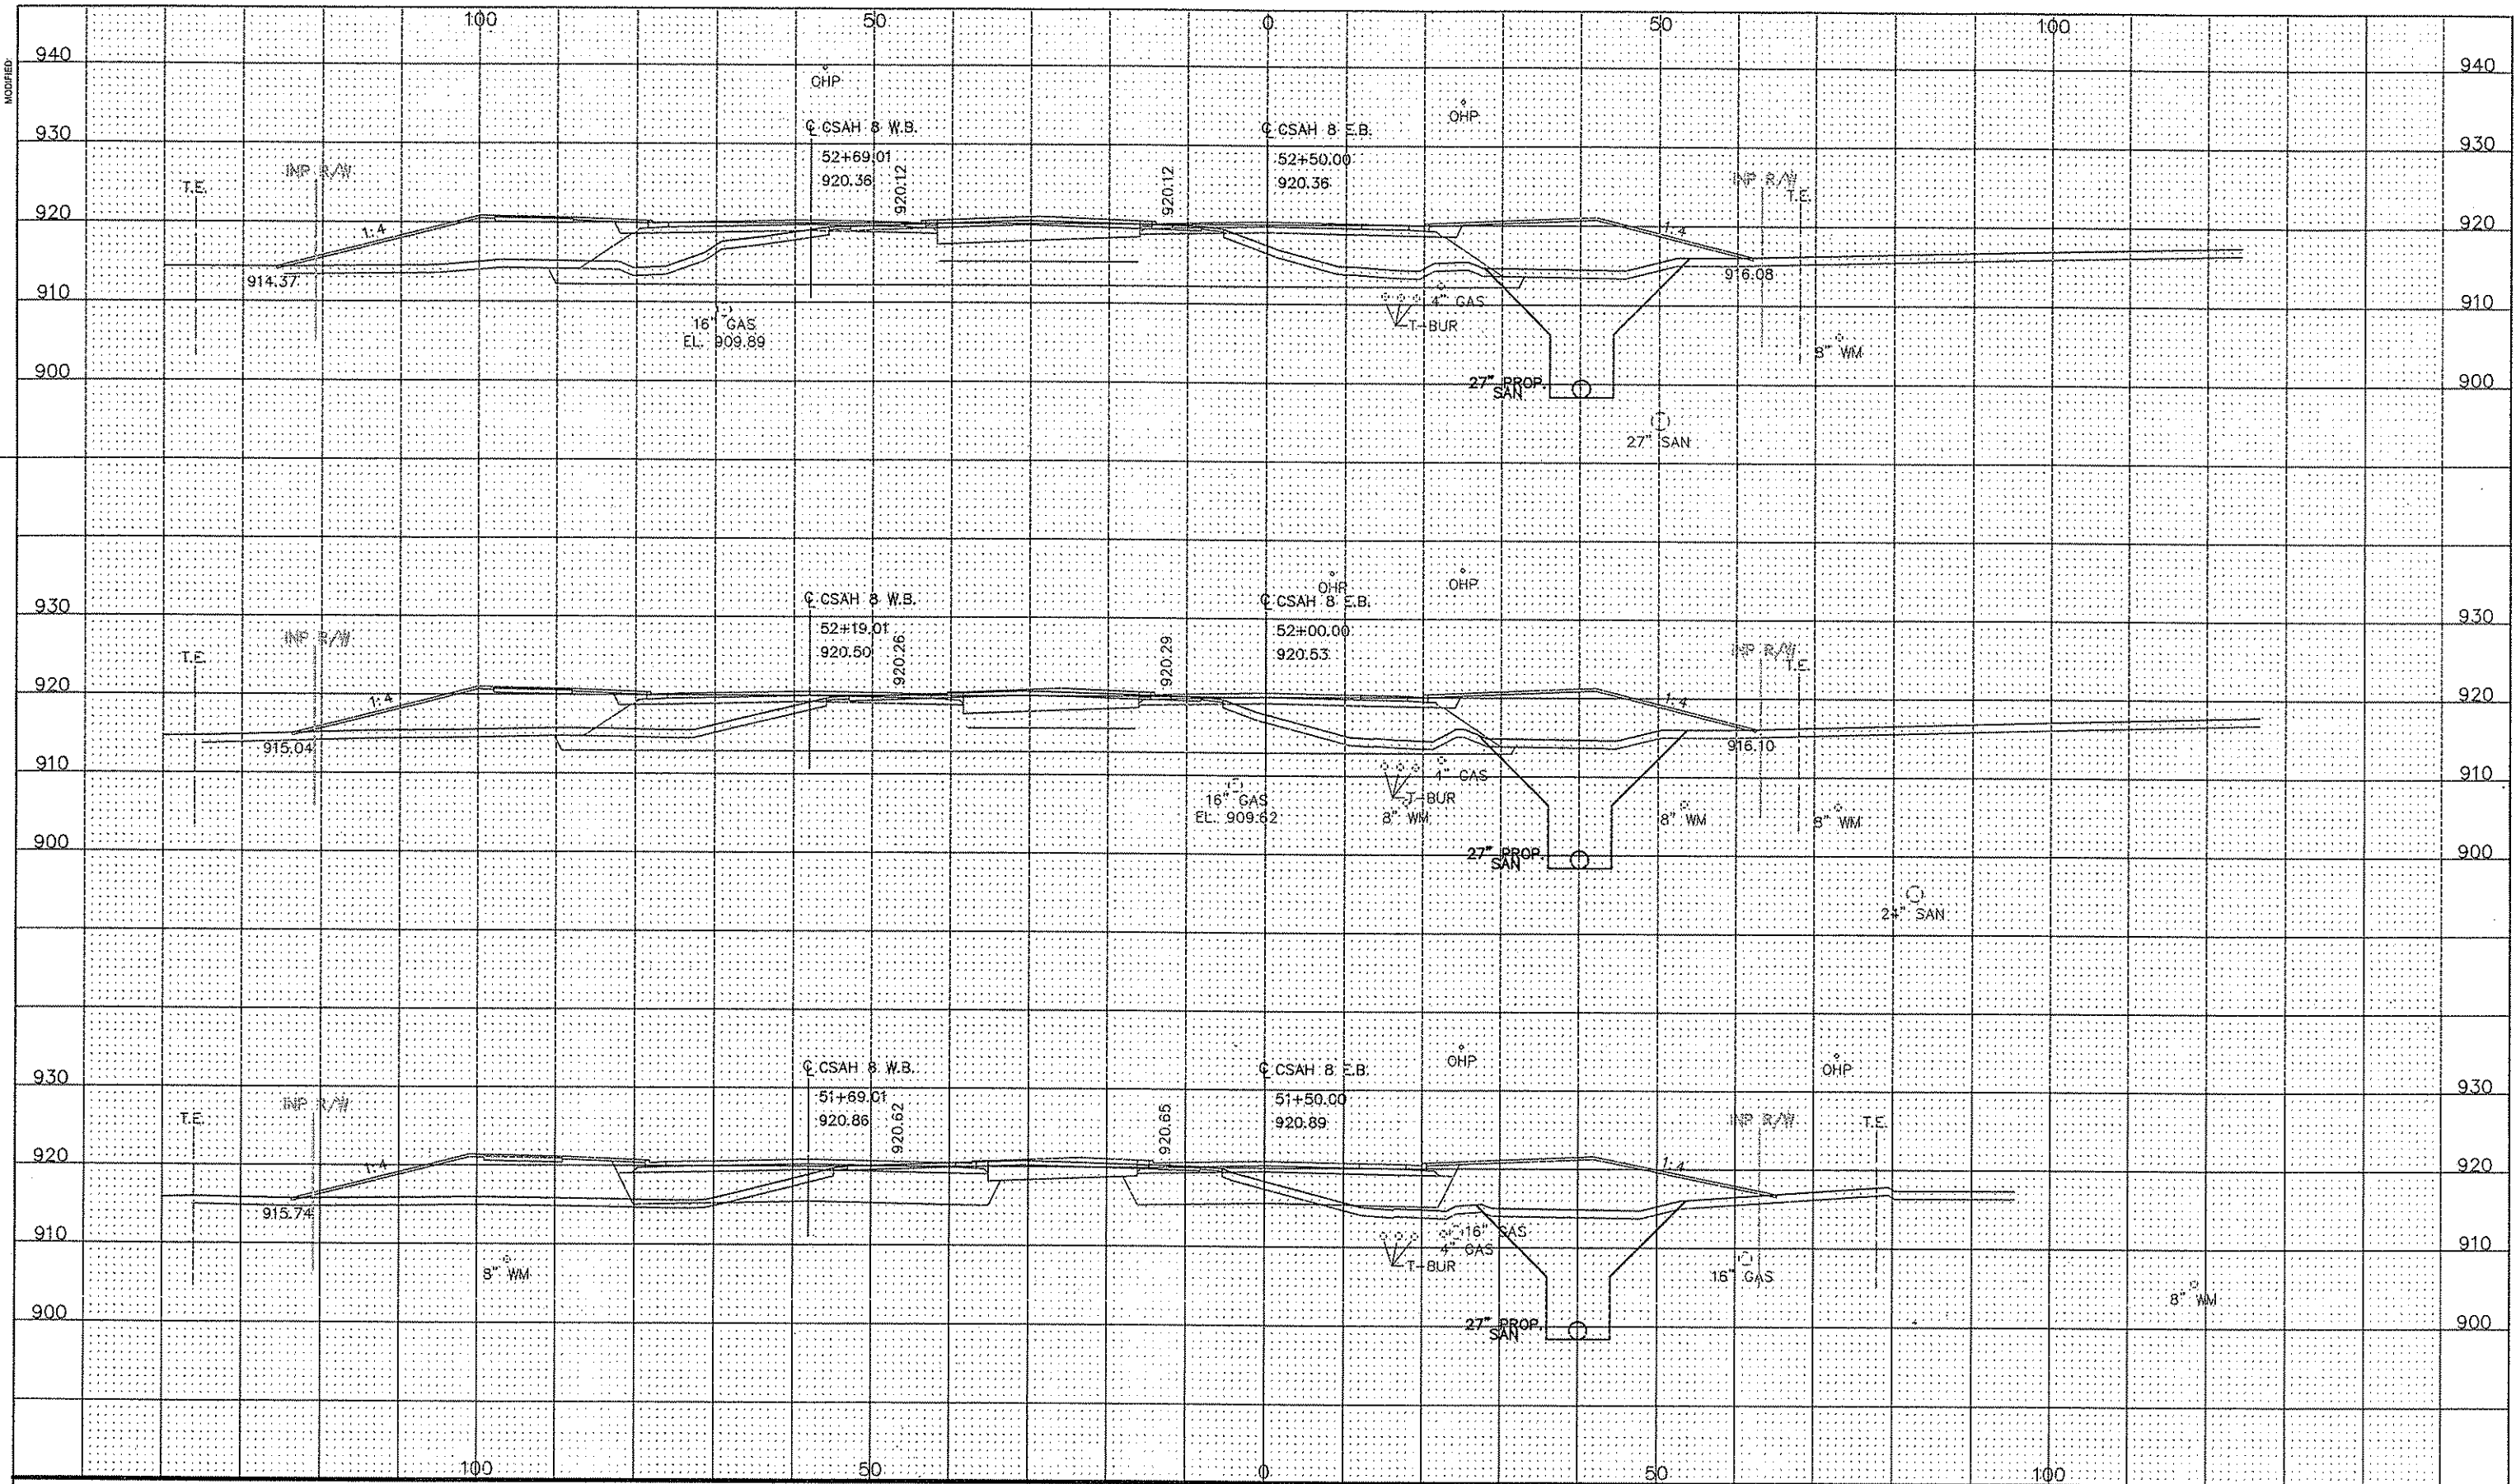 100 50 0 50 100
MODIFIED:
940 940
OHP
OHP
930 930
℄ CSAH 8 W.B.
52+69.01
920.36
920.12
920.12
℄ CSAH 8 E.B.
52+50.00
920.36
T.E.
INP R/W
INP R/W
T.E.
920 920
1:4
1:4
914.37
916.08
910 910
16" GAS
EL. 909.89
4" GAS
T-BUR
8" WM
900 900
27" PROP.
SAN
27" SAN
OHP
OHP
930 930
℄ CSAH 8 W.B.
52+19.01
920.50
920.26
920.29
℄ CSAH 8 E.B.
52+00.00
920.53
T.E.
INP R/W
INP R/W
T.E.
920 920
1:4
1:4
915.04
916.10
910 910
16" GAS
EL. 909.62
4" GAS
T-BUR
8" WM
8" WM
8" WM
900 900
27" PROP.
SAN
24" SAN
OHP
OHP
930 930
℄ CSAH 8 W.B.
51+69.01
920.86
920.62
920.65
℄ CSAH 8 E.B.
51+50.00
920.89
T.E.
INP R/W
INP R/W
T.E.
920 920
1:4
1:4
915.74
910 910
8" WM
16" GAS
4" GAS
T-BUR
16" GAS
8" WM
900 900
27" PROP.
SAN
100 50 0 50 100